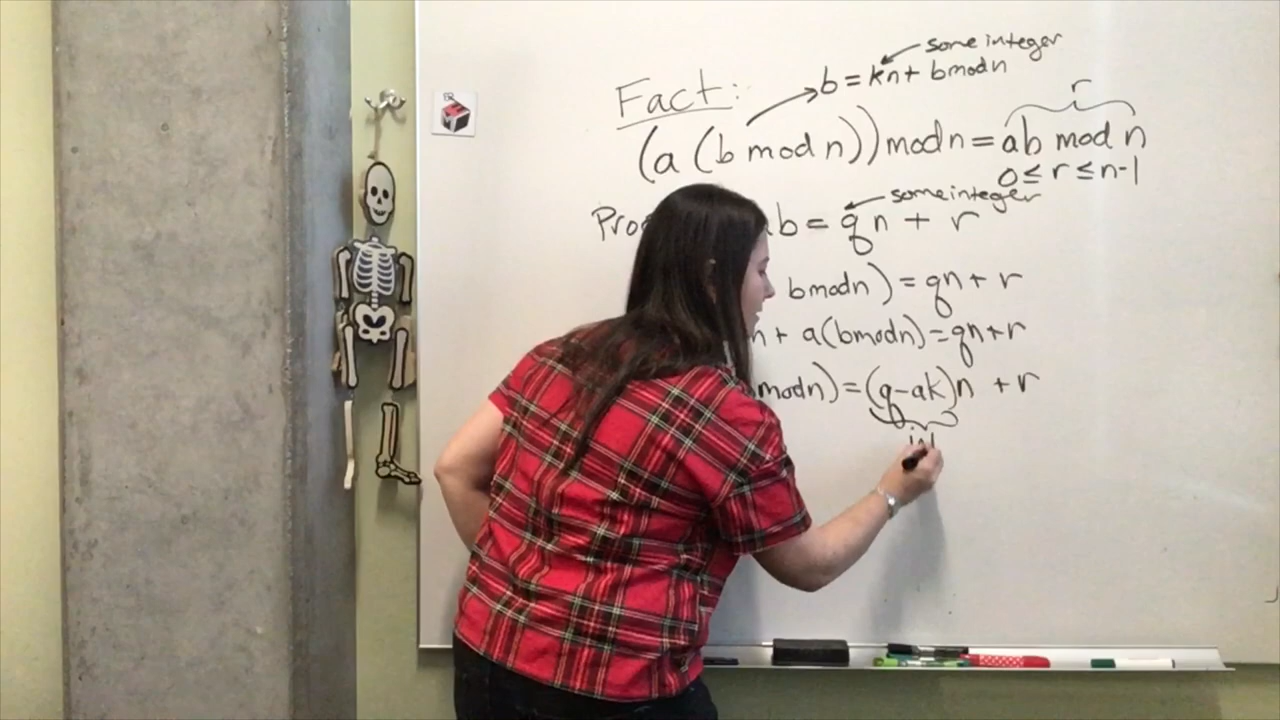 some integer
b = kn + b mod n
Fact:
r
(a (b mod n)) mod n = ab mod n
0 ≤ r ≤ n-1
some integer
b = qn + r
b mod n) = qn + r
n + a(b mod n) = qn + r
mod n) = (q-ak)n + r